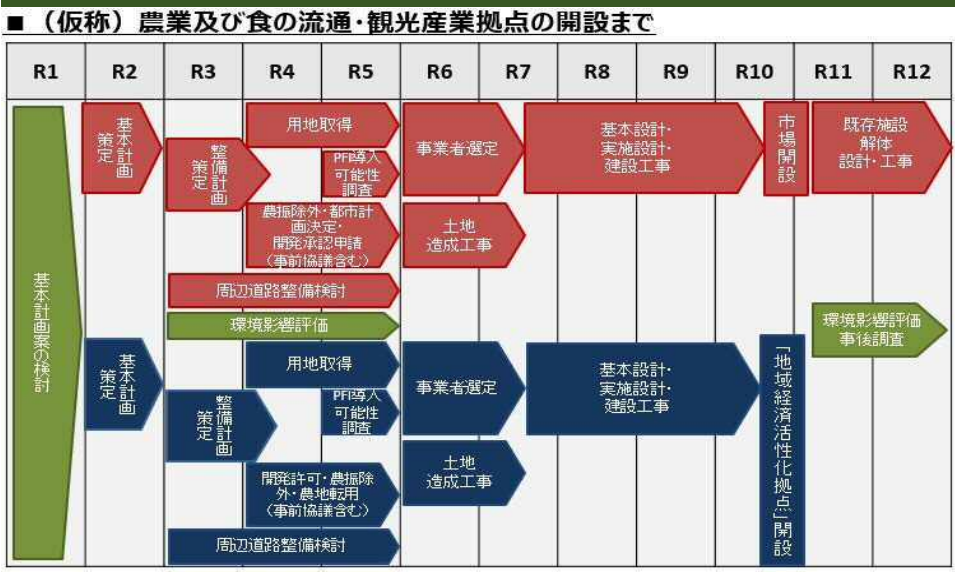 ■（仮称）農業及び食の流通・観光産業拠点の開設まで
R1 R2 R3 R4 R5 R6 R7 R8 R9 R10 R11 R12
基本計画案の検討
基本計画
策定
整備計画
策定
用地取得
PFI導入
可能性
調査
農振除外・都市計
画決定・
開発承認申請
（事前協議含む）
周辺道路整備検討
事業者選定
土地
造成工事
基本設計・
実施設計・
建設工事
市場開設
既存施設
解体
設計・工事
環境影響評価
環境影響評価
事後調査
基本計画
策定
整備計画
策定
用地取得
PFI導入
可能性
調査
開発許可・農振除
外・農地転用
（事前協議含む）
周辺道路整備検討
事業者選定
土地
造成工事
基本設計・
実施設計・
建設工事
「地域経済活性化拠点」開設